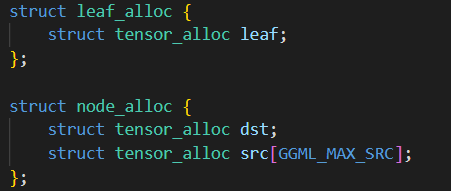 struct leaf_alloc {
    struct tensor_alloc leaf;
};

struct node_alloc {
    struct tensor_alloc dst;
    struct tensor_alloc src[GGML_MAX_SRC];
};